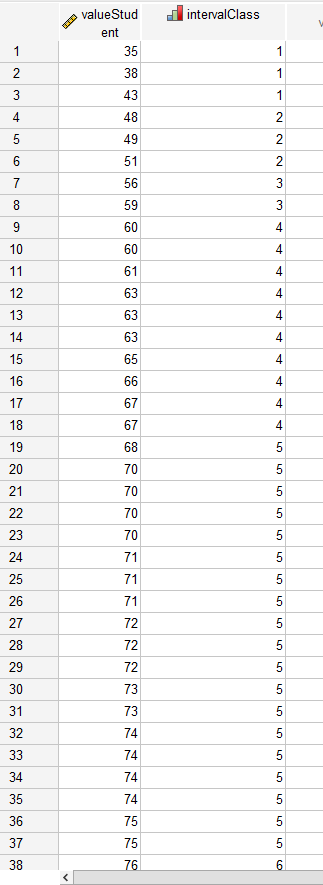 valueStud
ent
intervalClass
v
1 35 1
2 38 1
3 43 1
4 48 2
5 49 2
6 51 2
7 56 3
8 59 3
9 60 4
10 60 4
11 61 4
12 63 4
13 63 4
14 63 4
15 65 4
16 66 4
17 67 4
18 67 4
19 68 5
20 70 5
21 70 5
22 70 5
23 70 5
24 71 5
25 71 5
26 71 5
27 72 5
28 72 5
29 72 5
30 73 5
31 73 5
32 74 5
33 74 5
34 74 5
35 74 5
36 75 5
37 75 5
38 76 6